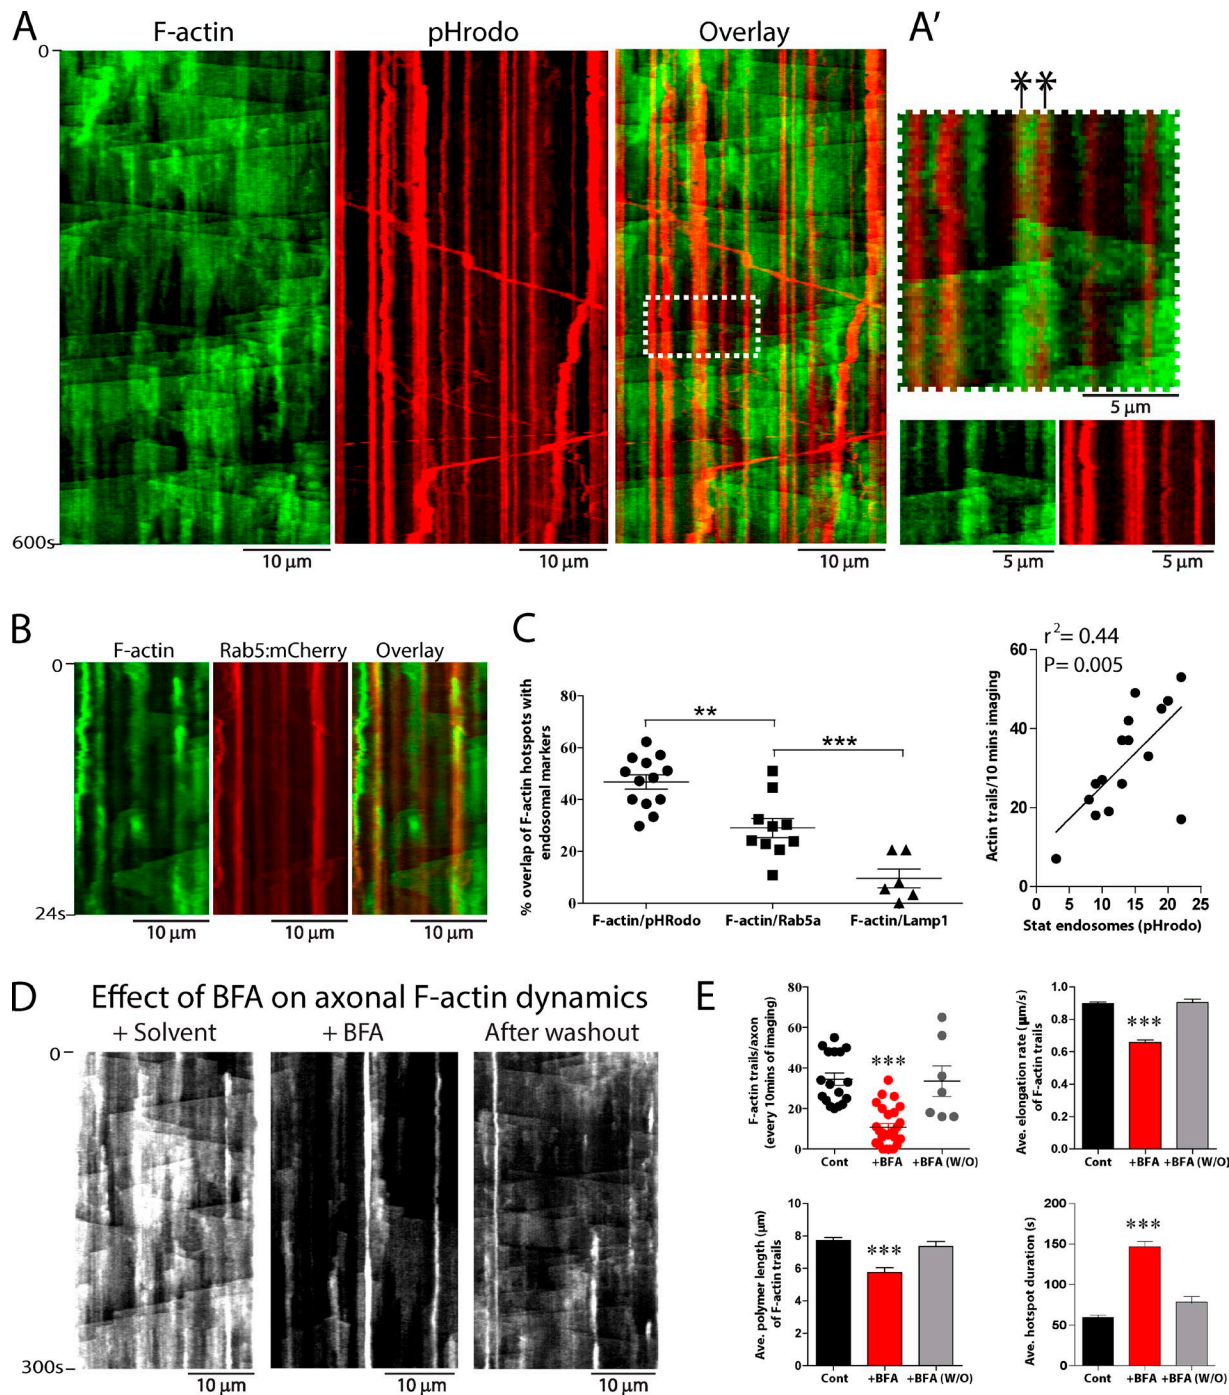 A
F-actin
pHrodo
Overlay
A'
0
600s
10 µm
10 µm
10 µm
**
5 µm
5 µm
5 µm
B
F-actin
Rab5:mCherry
Overlay
0
24s
10 µm
10 µm
10 µm
C
% overlap of F-actin hotspots with
endosomal markers
80
60
40
20
0
**
***
F-actin/pHRodo
F-actin/Rab5a
F-actin/Lamp1
r²= 0.44
P= 0.005
Actin trails/10 mins imaging
60
40
20
0
0
5
10
15
20
25
Stat endosomes (pHrodo)
D
Effect of BFA on axonal F-actin dynamics
+ Solvent
+ BFA
After washout
0
300s
10 µm
10 µm
10 µm
E
F-actin trails/axon
(every 10mins of imaging)
80
60
40
20
0
***
Cont
+BFA
+BFA (W/O)
Ave. elongation rate (µm/s)
of F-actin trails
1.0
0.8
0.6
0.4
0.2
0.0
***
Cont
+BFA
+BFA (W/O)
Ave. polymer length (µm)
of F-actin trails
8
6
4
2
0
***
Cont
+BFA
+BFA (W/O)
Ave. hotspot duration (s)
200
150
100
50
0
***
Cont
+BFA
+BFA (W/O)